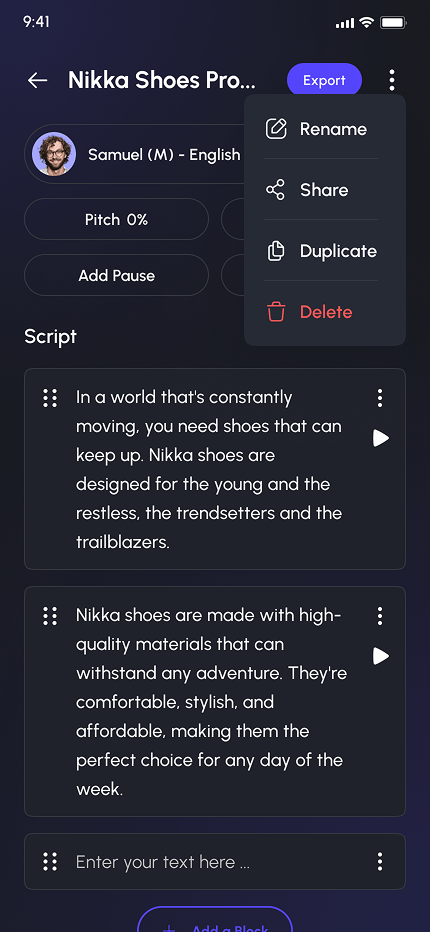 9:41
Nikka Shoes Pro...
Export
Rename
Share
Duplicate
Delete
Samuel (M) - English
Pitch 0%
Add Pause
Script
In a world that's constantly
moving, you need shoes that can
keep up. Nikka shoes are
designed for the young and the
restless, the trendsetters and the
trailblazers.
Nikka shoes are made with high-
quality materials that can
withstand any adventure. They're
comfortable, stylish, and
affordable, making them the
perfect choice for any day of the
week.
Enter your text here ...
+ Add a Block